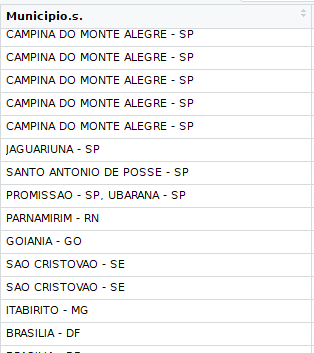 Municipio.s.
CAMPINA DO MONTE ALEGRE - SP
CAMPINA DO MONTE ALEGRE - SP
CAMPINA DO MONTE ALEGRE - SP
CAMPINA DO MONTE ALEGRE - SP
CAMPINA DO MONTE ALEGRE - SP
JAGUARIUNA - SP
SANTO ANTONIO DE POSSE - SP
PROMISSAO - SP, UBARANA - SP
PARNAMIRIM - RN
GOIANIA - GO
SAO CRISTOVAO - SE
SAO CRISTOVAO - SE
ITABIRITO - MG
BRASILIA - DF